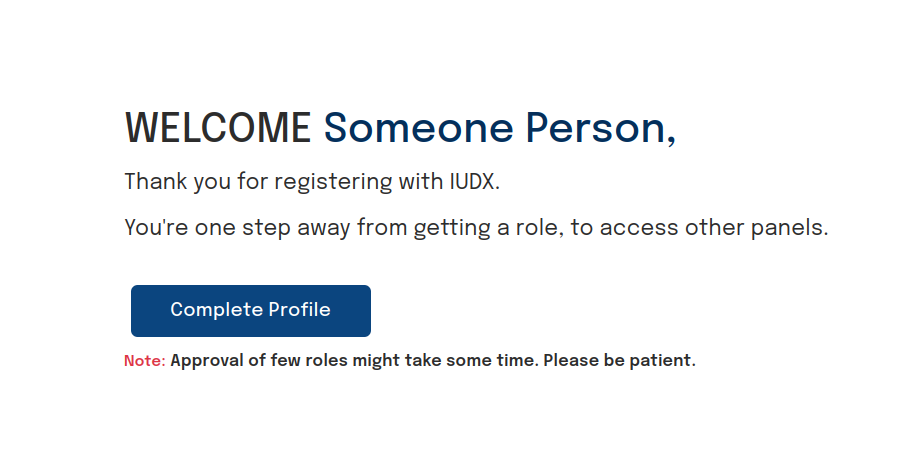 WELCOME Someone Person,
Thank you for registering with IUDX.
You're one step away from getting a role, to access other panels.
Complete Profile
Note: Approval of few roles might take some time. Please be patient.